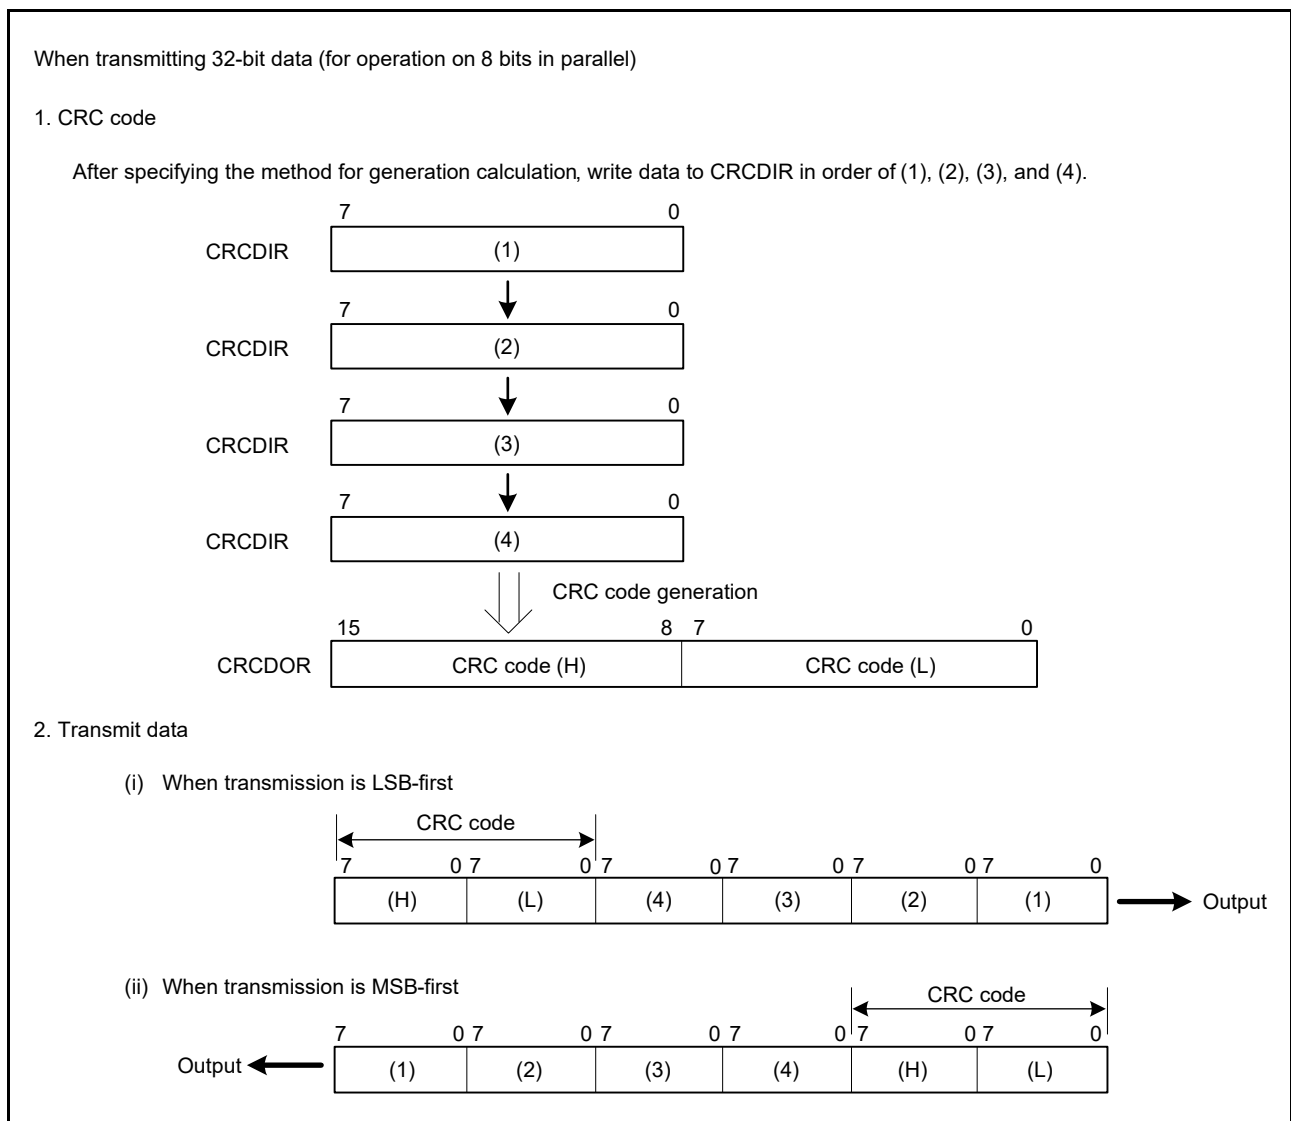 When transmitting 32-bit data (for operation on 8 bits in parallel)
1. CRC code
After specifying the method for generation calculation, write data to CRCDIR in order of (1), (2), (3), and (4).
7 0
CRCDIR (1)
7 0
CRCDIR (2)
7 0
CRCDIR (3)
7 0
CRCDIR (4)
CRC code generation
15 8 7 0
CRCDOR CRC code (H) CRC code (L)
2. Transmit data
(i) When transmission is LSB-first
CRC code
7 0 7 0 7 0 7 0 7 0 7 0
(H) (L) (4) (3) (2) (1) Output
(ii) When transmission is MSB-first
CRC code
7 0 7 0 7 0 7 0 7 0 7 0
Output (1) (2) (3) (4) (H) (L)